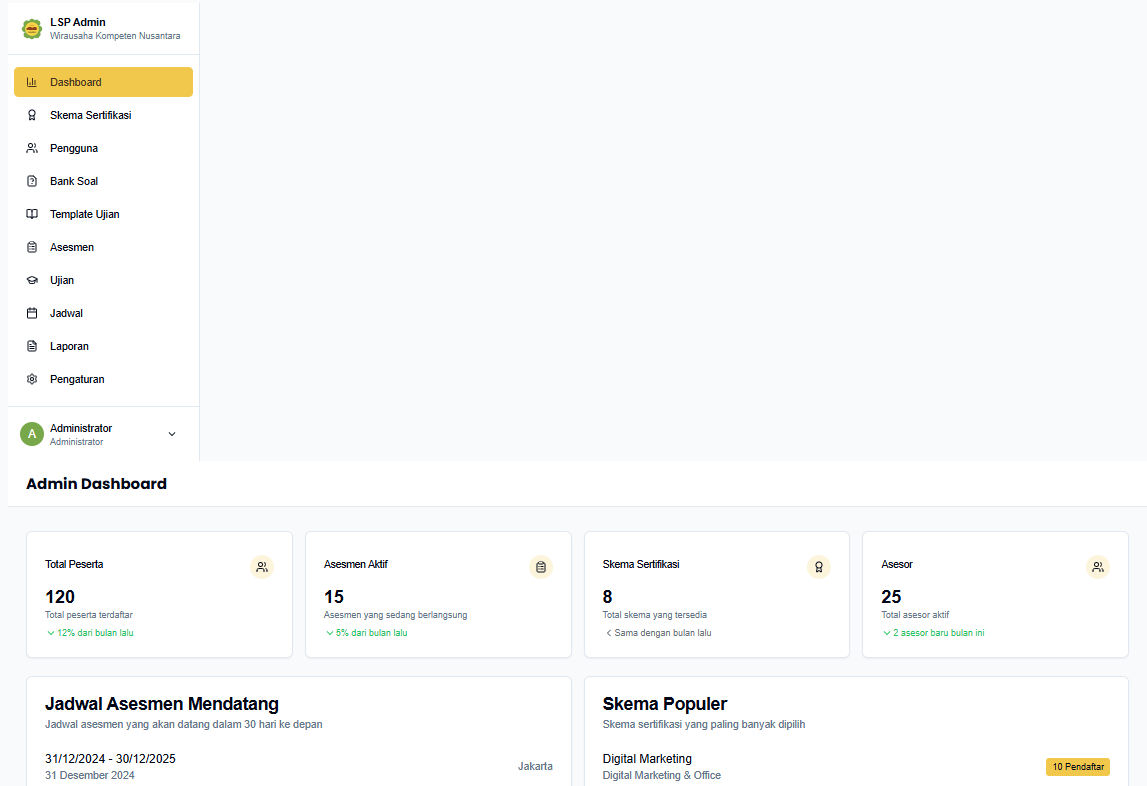 LSP Admin
Wirausaha Kompeten Nusantara
Dashboard
Skema Sertifikasi
Pengguna
Bank Soal
Template Ujian
Asesmen
Ujian
Jadwal
Laporan
Pengaturan
A
Administrator
Administrator
Admin Dashboard
Total Peserta
120
Total peserta terdaftar
12% dari bulan lalu
Asesmen Aktif
15
Asesmen yang sedang berlangsung
5% dari bulan lalu
Skema Sertifikasi
8
Total skema yang tersedia
Sama dengan bulan lalu
Asesor
25
Total asesor aktif
2 asesor baru bulan ini
Jadwal Asesmen Mendatang
Jadwal asesmen yang akan datang dalam 30 hari ke depan
31/12/2024 - 30/12/2025
31 Desember 2024
Jakarta
Skema Populer
Skema sertifikasi yang paling banyak dipilih
Digital Marketing
Digital Marketing & Office
10 Pendaftar